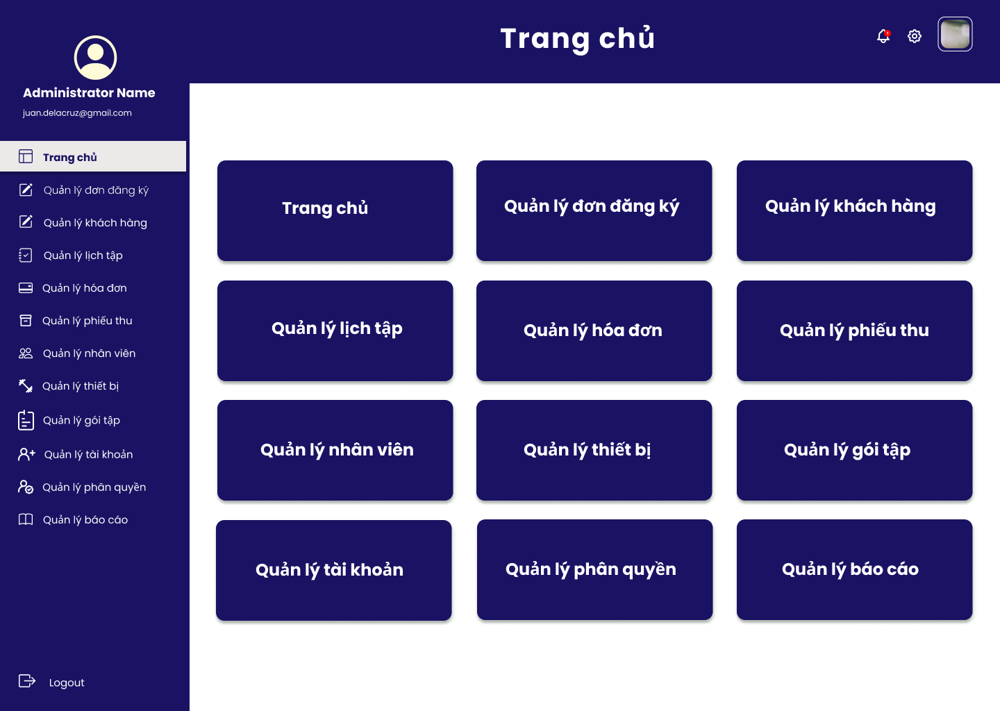 Trang chủ
1
Administrator Name
juan.delacruz@gmail.com
Trang chủ
Quản lý đơn đăng ký
Quản lý khách hàng
Quản lý lịch tập
Quản lý hóa đơn
Quản lý phiếu thu
Quản lý nhân viên
Quản lý thiết bị
Quản lý gói tập
Quản lý tài khoản
Quản lý phân quyền
Quản lý báo cáo
Logout
Trang chủ
Quản lý đơn đăng ký
Quản lý khách hàng
Quản lý lịch tập
Quản lý hóa đơn
Quản lý phiếu thu
Quản lý nhân viên
Quản lý thiết bị
Quản lý gói tập
Quản lý tài khoản
Quản lý phân quyền
Quản lý báo cáo